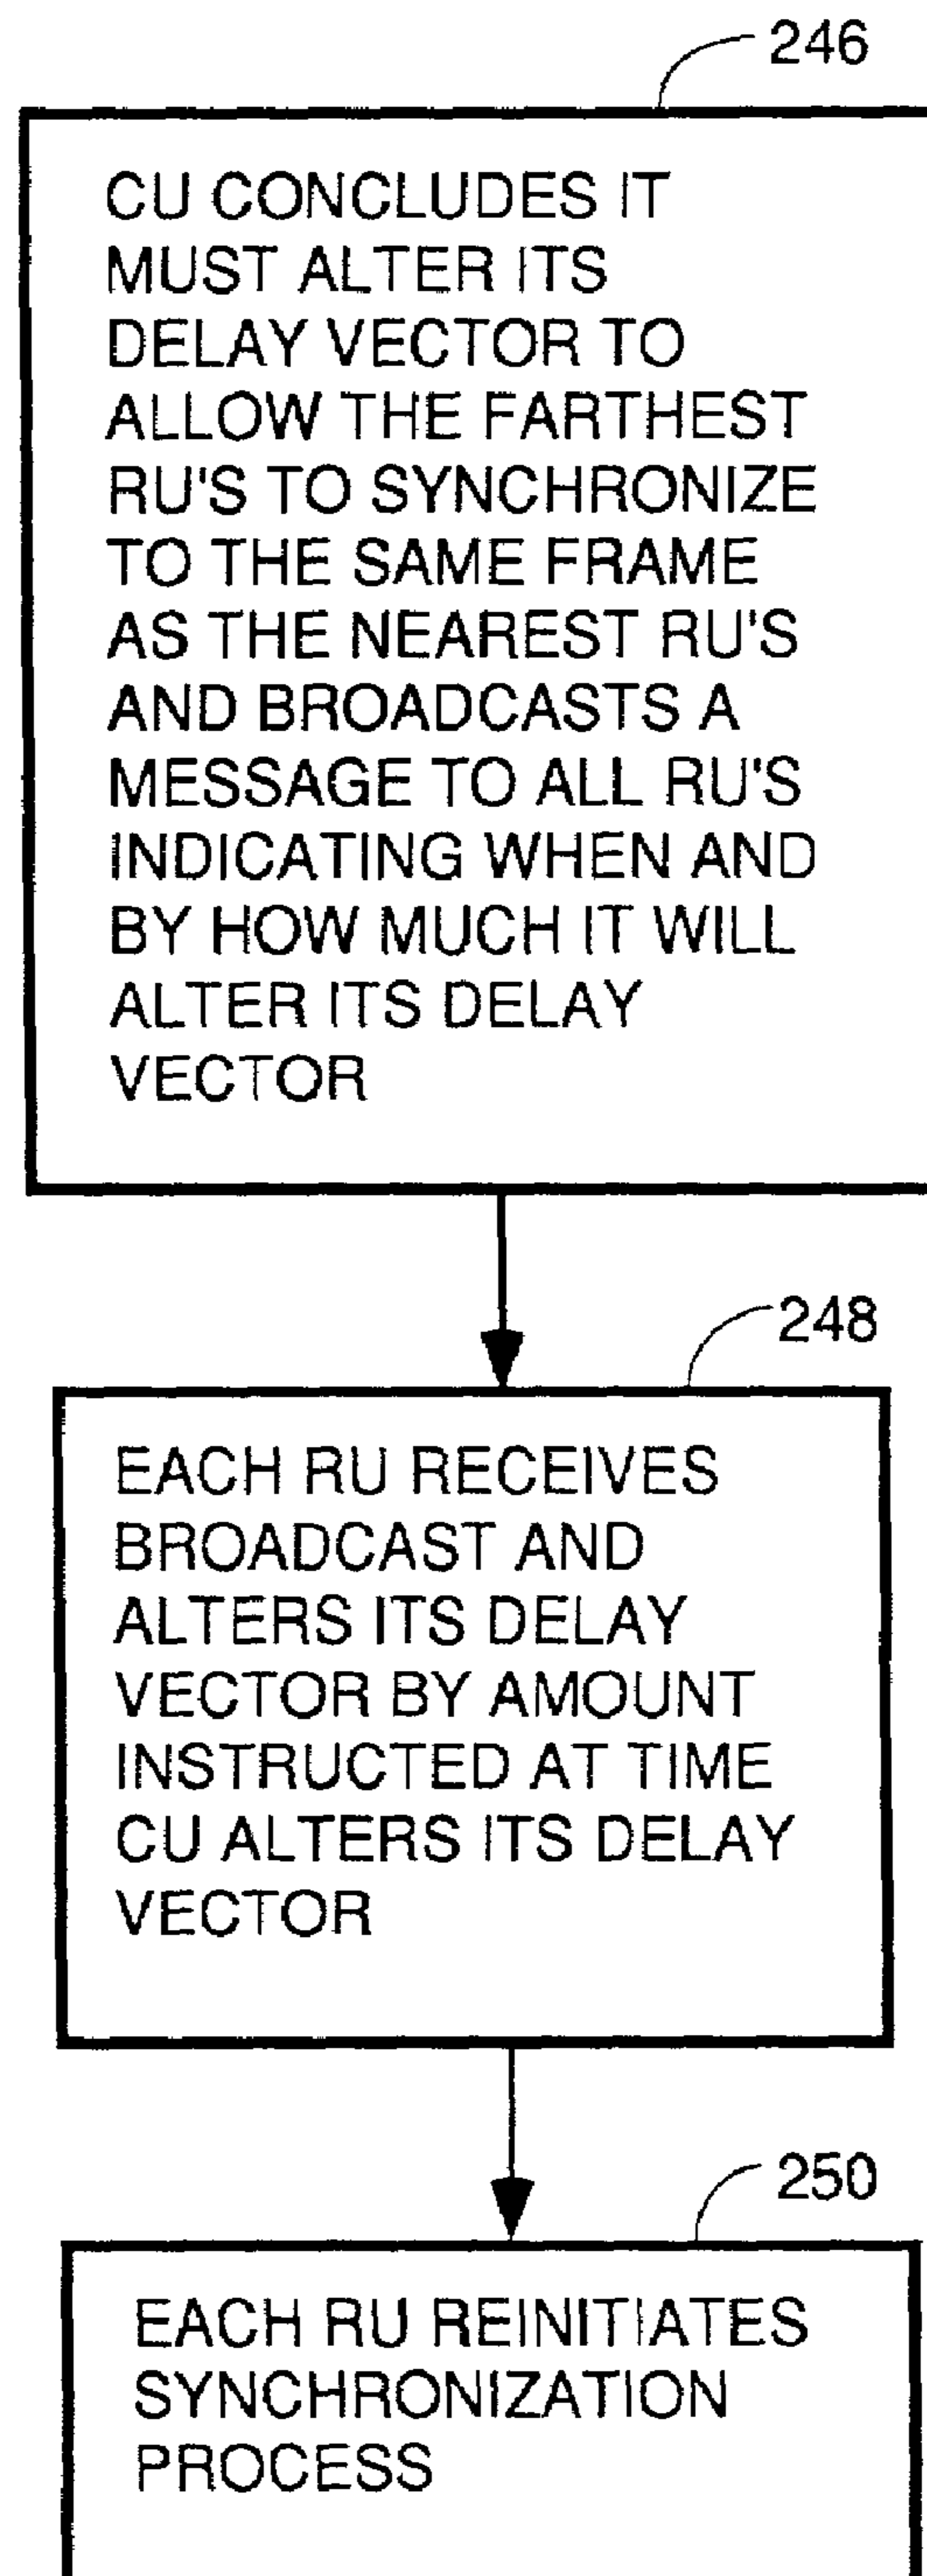 246
CU CONCLUDES IT
MUST ALTER ITS
DELAY VECTOR TO
ALLOW THE FARTHEST
RU'S TO SYNCHRONIZE
TO THE SAME FRAME
AS THE NEAREST RU'S
AND BROADCASTS A
MESSAGE TO ALL RU'S
INDICATING WHEN AND
BY HOW MUCH IT WILL
ALTER ITS DELAY
VECTOR
248
EACH RU RECEIVES
BROADCAST AND
ALTERS ITS DELAY
VECTOR BY AMOUNT
INSTRUCTED AT TIME
CU ALTERS ITS DELAY
VECTOR
250
EACH RU REINITIATES
SYNCHRONIZATION
PROCESS